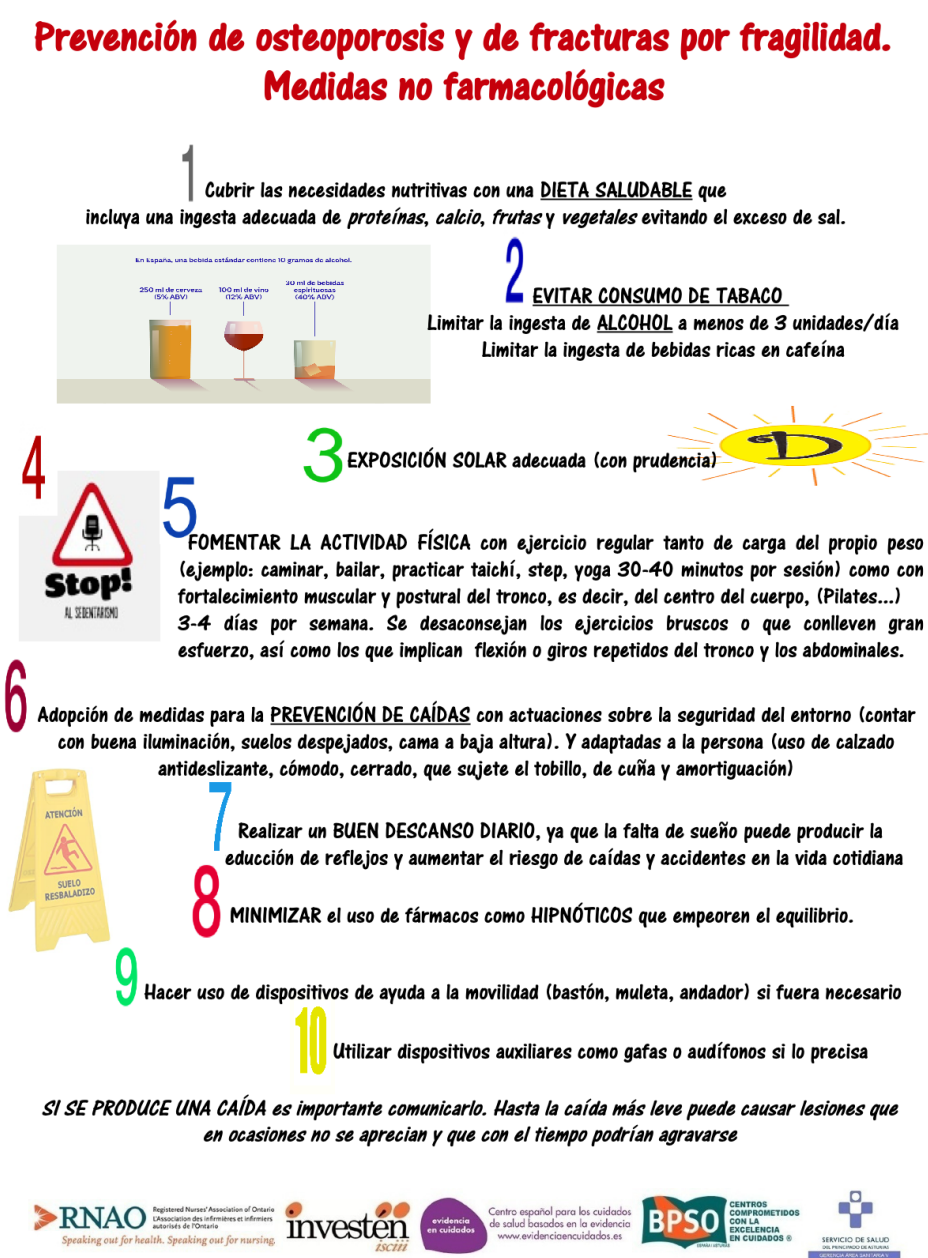 Prevención de osteoporosis y de fracturas por fragilidad.
Medidas no farmacológicas
1
Cubrir las necesidades nutritivas con una DIETA SALUDABLE que
incluya una ingesta adecuada de proteínas, calcio, frutas y vegetales evitando el exceso de sal.
En España, una bebida estándar contiene 10 gramos de alcohol.
250 ml de cerveza
(5% ABV)
100 ml de vino
(12% ABV)
30 ml de bebidas
espirituosas
(40% ABV)
2
EVITAR CONSUMO DE TABACO
Limitar la ingesta de ALCOHOL a menos de 3 unidades/día
Limitar la ingesta de bebidas ricas en cafeína
3
EXPOSICIÓN SOLAR adecuada (con prudencia)
D
4
Stop!
AL SEDENTARISMO
5
FOMENTAR LA ACTIVIDAD FÍSICA con ejercicio regular tanto de carga del propio peso
(ejemplo: caminar, bailar, practicar taichí, step, yoga 30-40 minutos por sesión) como con
fortalecimiento muscular y postural del tronco, es decir, del centro del cuerpo, (Pilates...)
3-4 días por semana. Se desaconsejan los ejercicios bruscos o que conlleven gran
esfuerzo, así como los que implican flexión o giros repetidos del tronco y los abdominales.
6
Adopción de medidas para la PREVENCIÓN DE CAÍDAS con actuaciones sobre la seguridad del entorno (contar
con buena iluminación, suelos despejados, cama a baja altura). Y adaptadas a la persona (uso de calzado
antideslizante, cómodo, cerrado, que sujete el tobillo, de cuña y amortiguación)
ATENCIÓN
SUELO
RESBALADIZO
7
Realizar un BUEN DESCANSO DIARIO, ya que la falta de sueño puede producir la
educción de reflejos y aumentar el riesgo de caídas y accidentes en la vida cotidiana
8
MINIMIZAR el uso de fármacos como HIPNÓTICOS que empeoren el equilibrio.
9
Hacer uso de dispositivos de ayuda a la movilidad (bastón, muleta, andador) si fuera necesario
10
Utilizar dispositivos auxiliares como gafas o audífonos si lo precisa
SI SE PRODUCE UNA CAÍDA es importante comunicarlo. Hasta la caída más leve puede causar lesiones que
en ocasiones no se aprecian y que con el tiempo podrían agravarse
RNAO
Registered Nurses' Association of Ontario
L'Association des infirmières et infirmiers
autorisés de l'Ontario
Speaking out for health. Speaking out for nursing.
investén
isciii
evidencia
en cuidados
Centro español para los cuidados
de salud basados en la evidencia
www.evidenciaencuidados.es
BPSO
CENTROS
COMPROMETIDOS
CON LA
EXCELENCIA
EN CUIDADOS ®
SERVICIO DE SALUD
DEL PRINCIPADO DE ASTURIAS
GERENCIA ÁREA SANITARIA V